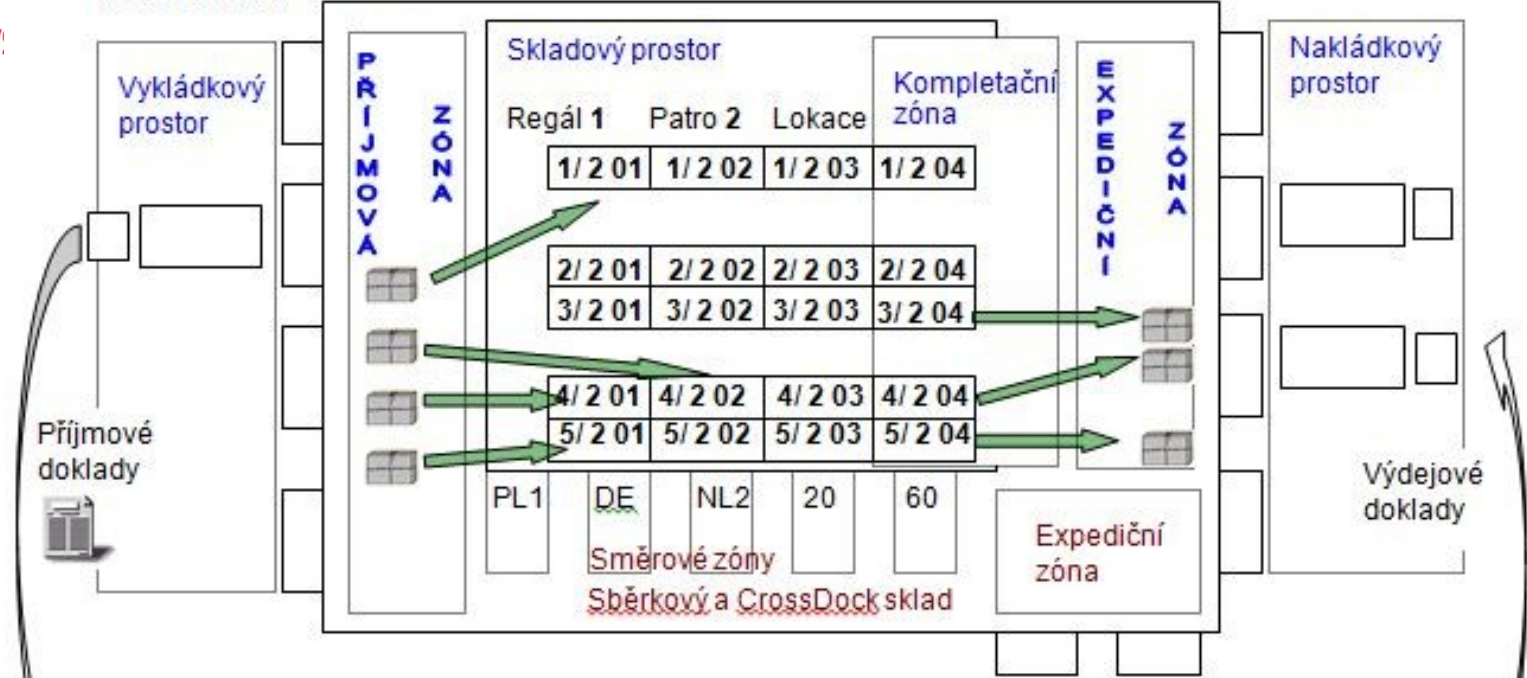 Vykládkový
prostor
PŘÍJMOVÁ
ZÓNA
Skladový prostor
Kompletační
zóna
Regál 1 Patro 2 Lokace
1/ 2 01 1/ 2 02 1/ 2 03 1/ 2 04
2/ 2 01 2/ 2 02 2/ 2 03 2/ 2 04
3/ 2 01 3/ 2 02 3/ 2 03 3/ 2 04
4/ 2 01 4/ 2 02 4/ 2 03 4/ 2 04
5/ 2 01 5/ 2 02 5/ 2 03 5/ 2 04
EXPEDIČNÍ
ZÓNA
Nakládkový
prostor
Příjmové
doklady
PL1 DE NL2 20 60
Směrové zóny
Sběrkový a CrossDock sklad
Expediční
zóna
Výdejové
doklady